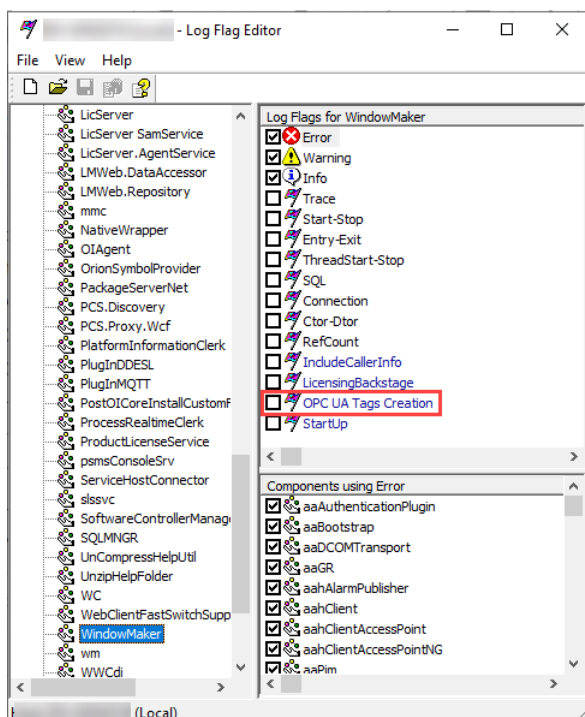 - Log Flag Editor
File View Help
LicServer
LicServer SamService
LicServer.AgentService
LMWeb.DataAccessor
LMWeb.Repository
mmc
NativeWrapper
OIAgent
OrionSymbolProvider
PackageServerNet
PCS.Discovery
PCS.Proxy.Wcf
PlatformInformationClerk
PlugInDDESL
PlugInMQTT
PostOICoreInstallCustomF
ProcessRealtimeClerk
ProductLicenseService
psmsConsoleSrv
ServiceHostConnector
slssvc
SoftwareControllerManag
SQLMNGR
UnCompressHelpUtil
UnzipHelpFolder
WC
WebClientFastSwitchSupp
WindowMaker
wm
WWCdi
Log Flags for WindowMaker
Error
Warning
Info
Trace
Start-Stop
Entry-Exit
ThreadStart-Stop
SQL
Connection
Ctor-Dtor
RefCount
IncludeCallerInfo
LicensingBackstage
OPC UA Tags Creation
StartUp
Components using Error
aaAuthenticationPlugin
aaBootstrap
aaDCOMTransport
aaGR
aahAlarmPublisher
aahClient
aahClientAccessPoint
aahClientAccessPointNG
aaPim
(Local)